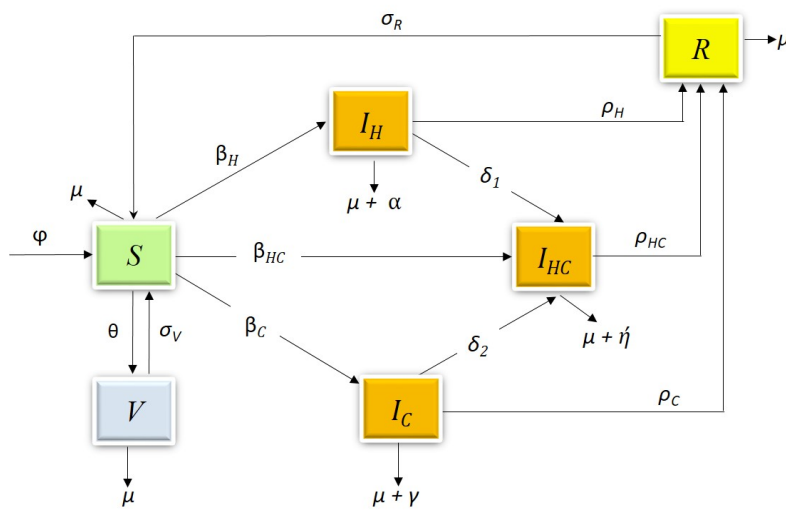 σR
R
μ
IH
ρH
βH
δ1
μ
μ + α
φ
S
βHC
IHC
ρHC
θ
σV
βC
δ2
μ + ή
V
IC
ρC
μ
μ + γ